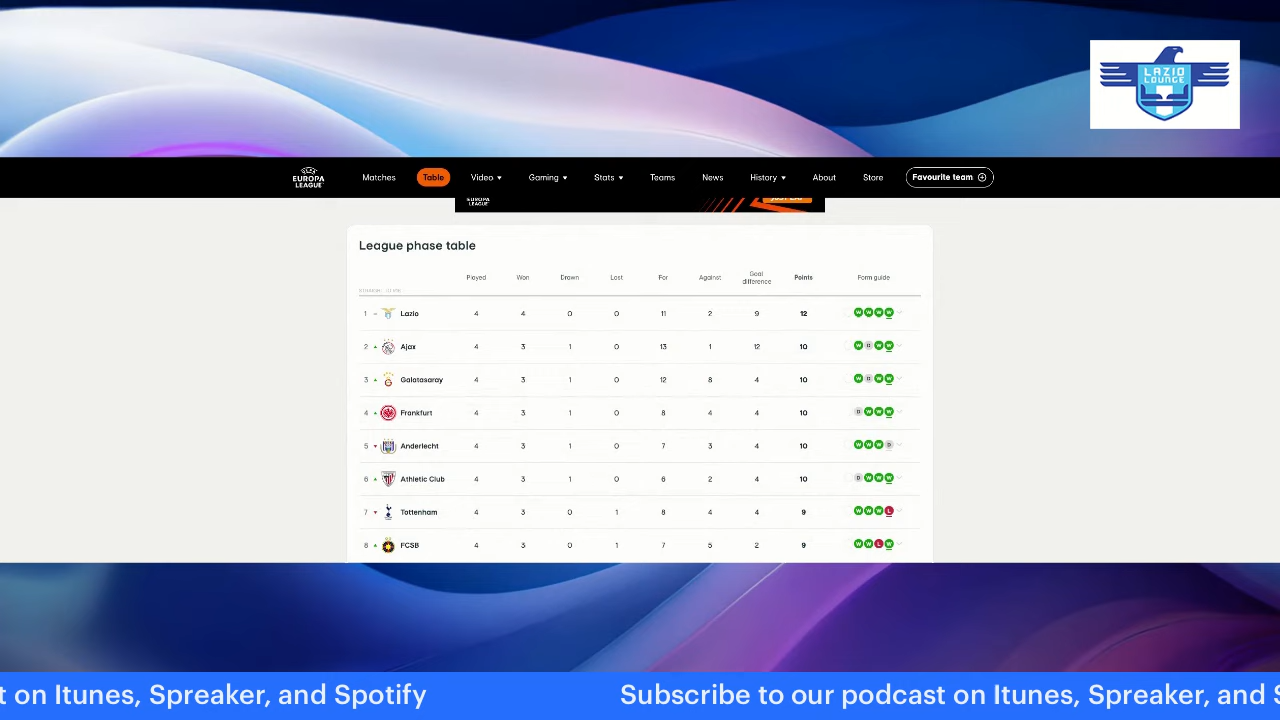 LAZIO
LOUNGE
EUROPA
LEAGUE
Matches Table Video Gaming Stats Teams News History About Store Favourite team
EUROPA
LEAGUE
League phase table
Played Won Drawn Lost For Against Goal difference Points Form guide
1 Lazio 4 4 0 0 11 2 9 12 W W W W
2 Ajax 4 3 1 0 13 1 12 10 W D W W
3 Galatasaray 4 3 1 0 12 8 4 10 W D W W
4 Frankfurt 4 3 1 0 8 4 4 10 D W W W
5 Anderlecht 4 3 1 0 7 3 4 10 W W W D
6 Athletic Club 4 3 1 0 6 2 4 10 D W W W
7 Tottenham 4 3 0 1 8 4 4 9 W W W L
8 FCSB 4 3 0 1 7 5 2 9 W W L W
t on Itunes, Spreaker, and Spotify Subscribe to our podcast on Itunes, Spreaker, and S